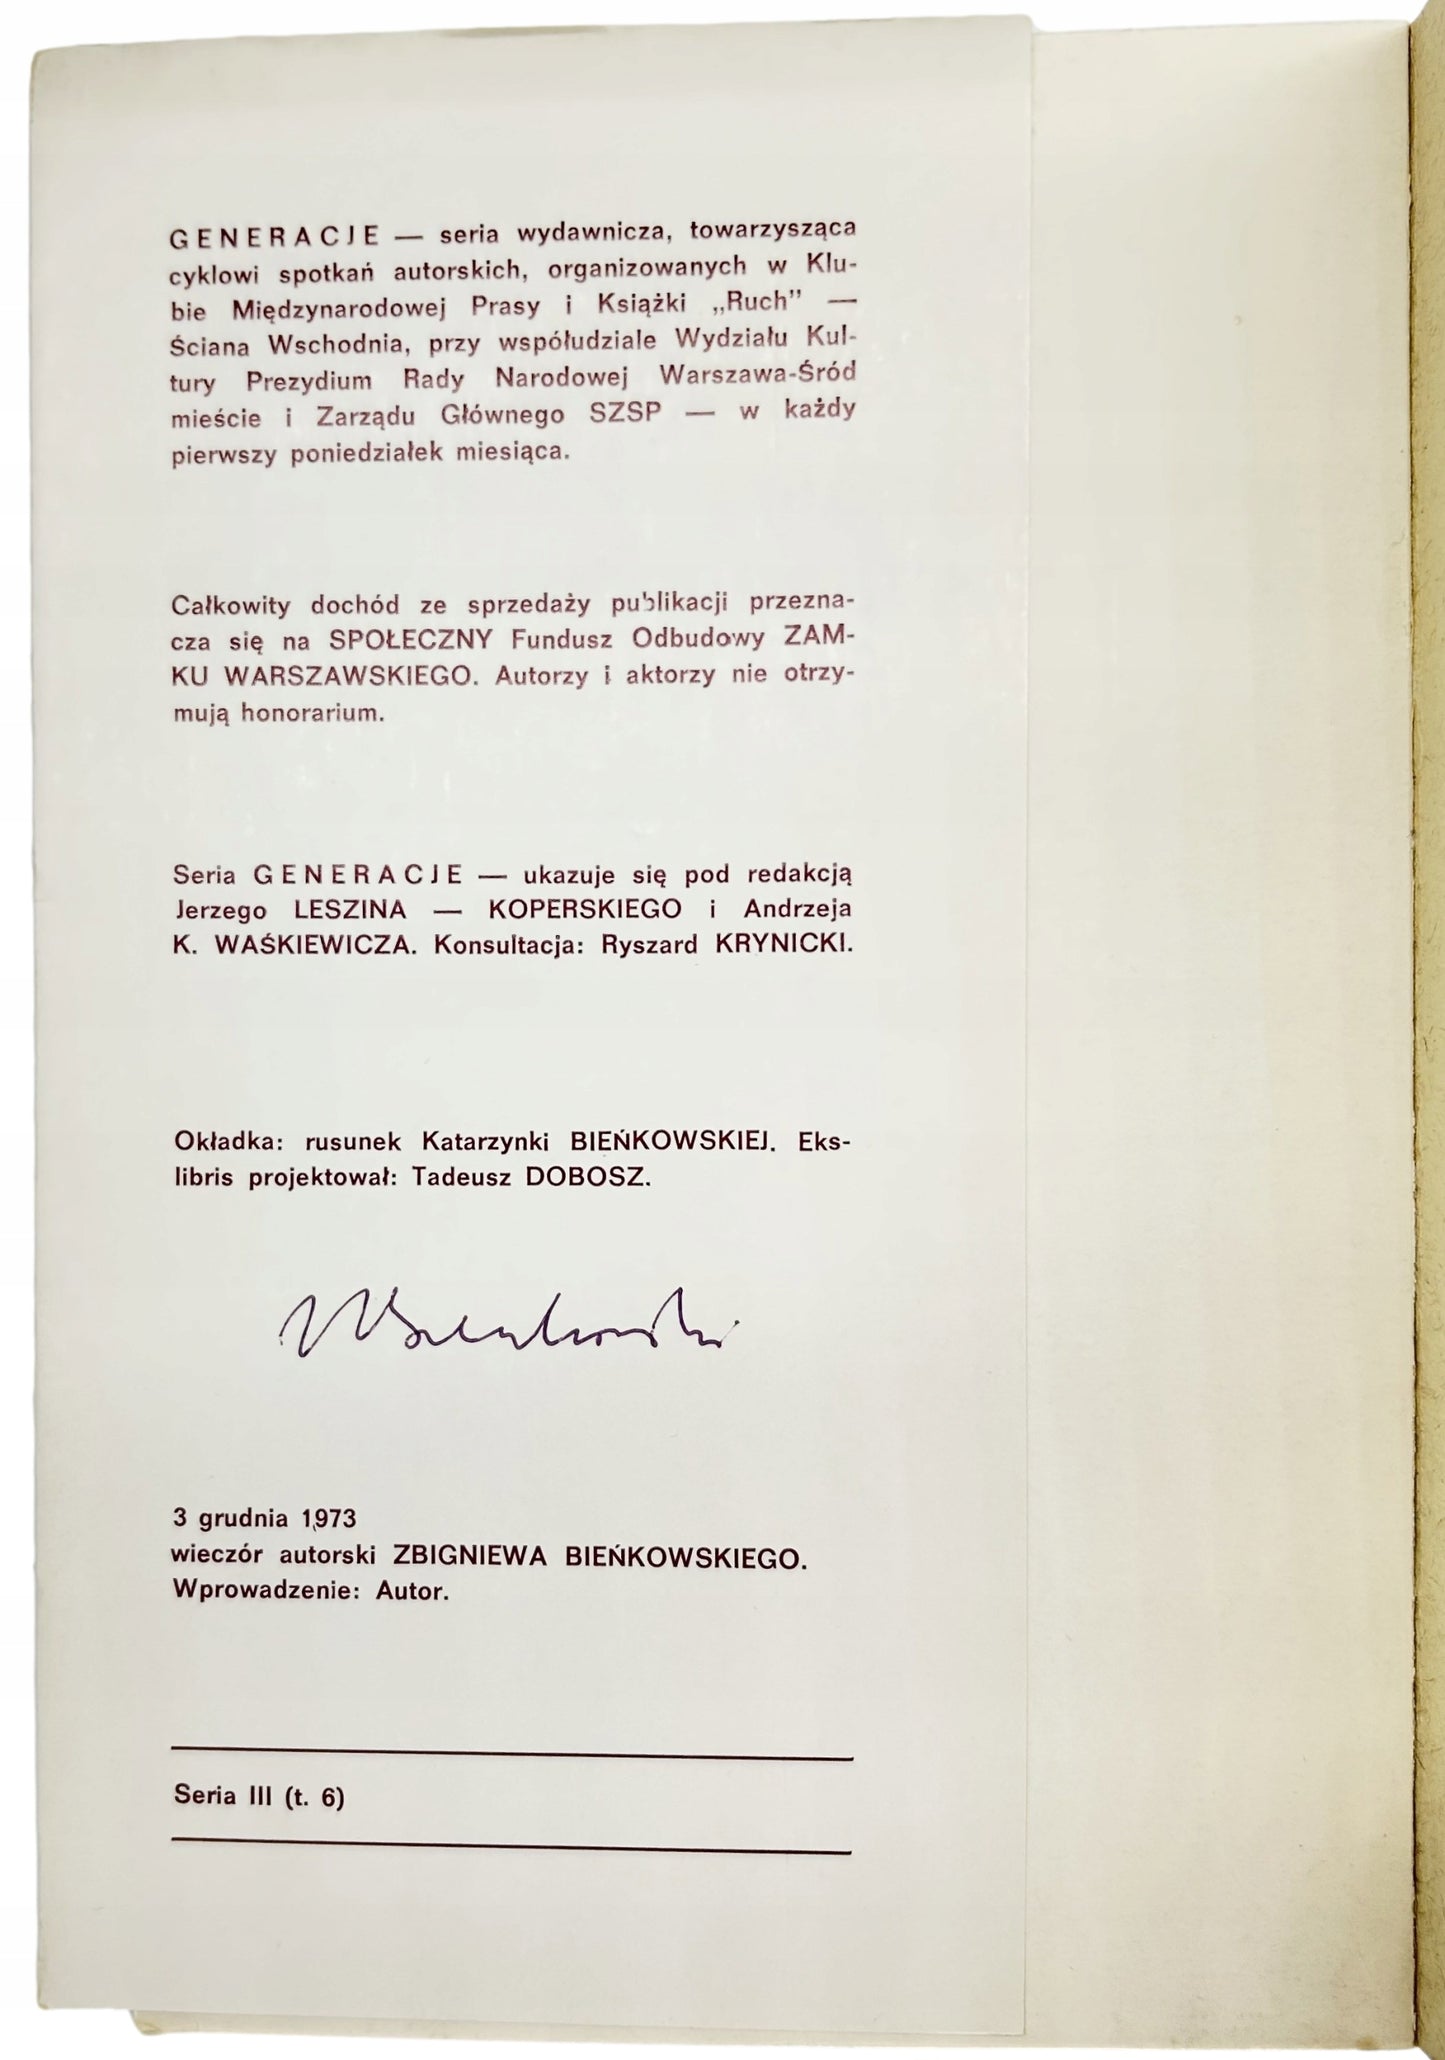 GENERACJE — seria wydawnicza, towarzysząca
cyklowi spotkań autorskich, organizowanych w Klu-
bie Międzynarodowej Prasy i Książki „Ruch” —
Ściana Wschodnia, przy współudziale Wydziału Kul-
tury Prezydium Rady Narodowej Warszawa-Śród
mieście i Zarządu Głównego SZSP — w każdy
pierwszy poniedziałek miesiąca.
Całkowity dochód ze sprzedaży publikacji przezna-
cza się na SPOŁECZNY Fundusz Odbudowy ZAM-
KU WARSZAWSKIEGO. Autorzy i aktorzy nie otrzy-
mują honorarium.
Seria GENERACJE — ukazuje się pod redakcją
Jerzego LESZINA — KOPERSKIEGO i Andrzeja
K. WAŚKIEWICZA. Konsultacja: Ryszard KRYNICKI.
Okładka: rusunek Katarzynki BIEŃKOWSKIEJ. Eks-
libris projektował: Tadeusz DOBOSZ.
3 grudnia 1973
wieczór autorski ZBIGNIEWA BIEŃKOWSKIEGO.
Wprowadzenie: Autor.
Seria III (t. 6)